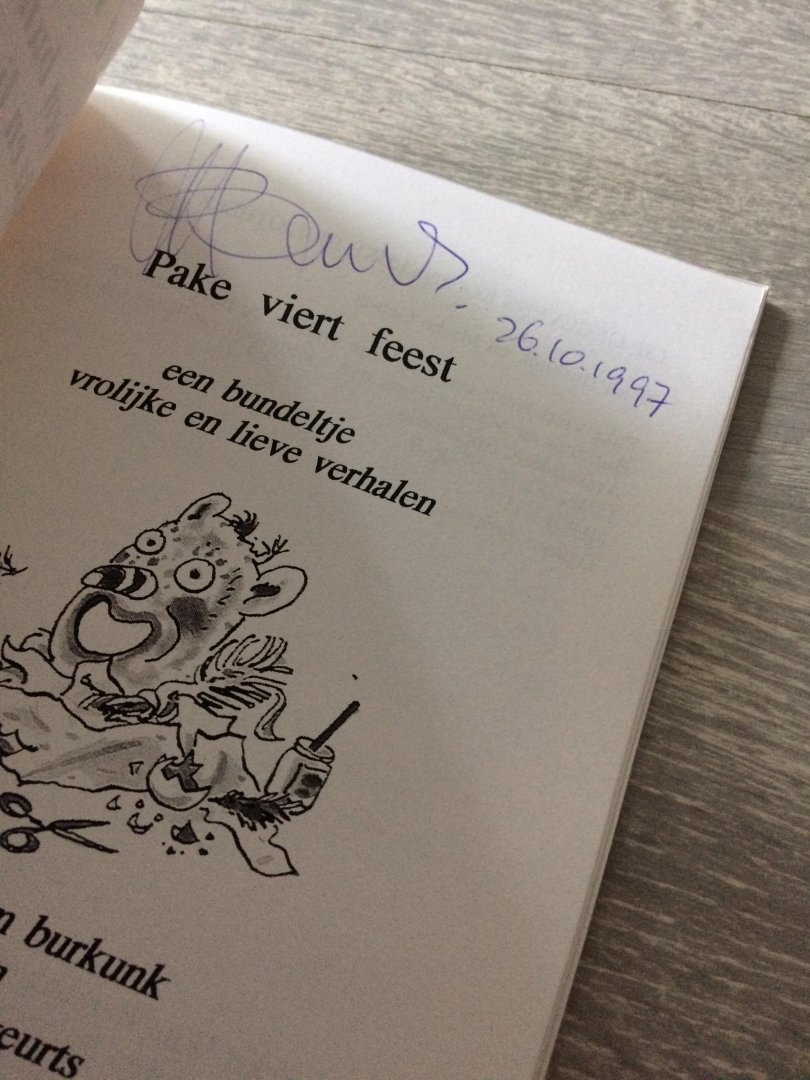 26.10.1997
Pake viert feest
een bundeltje
vrolijke en lieve verhalen
burkunk